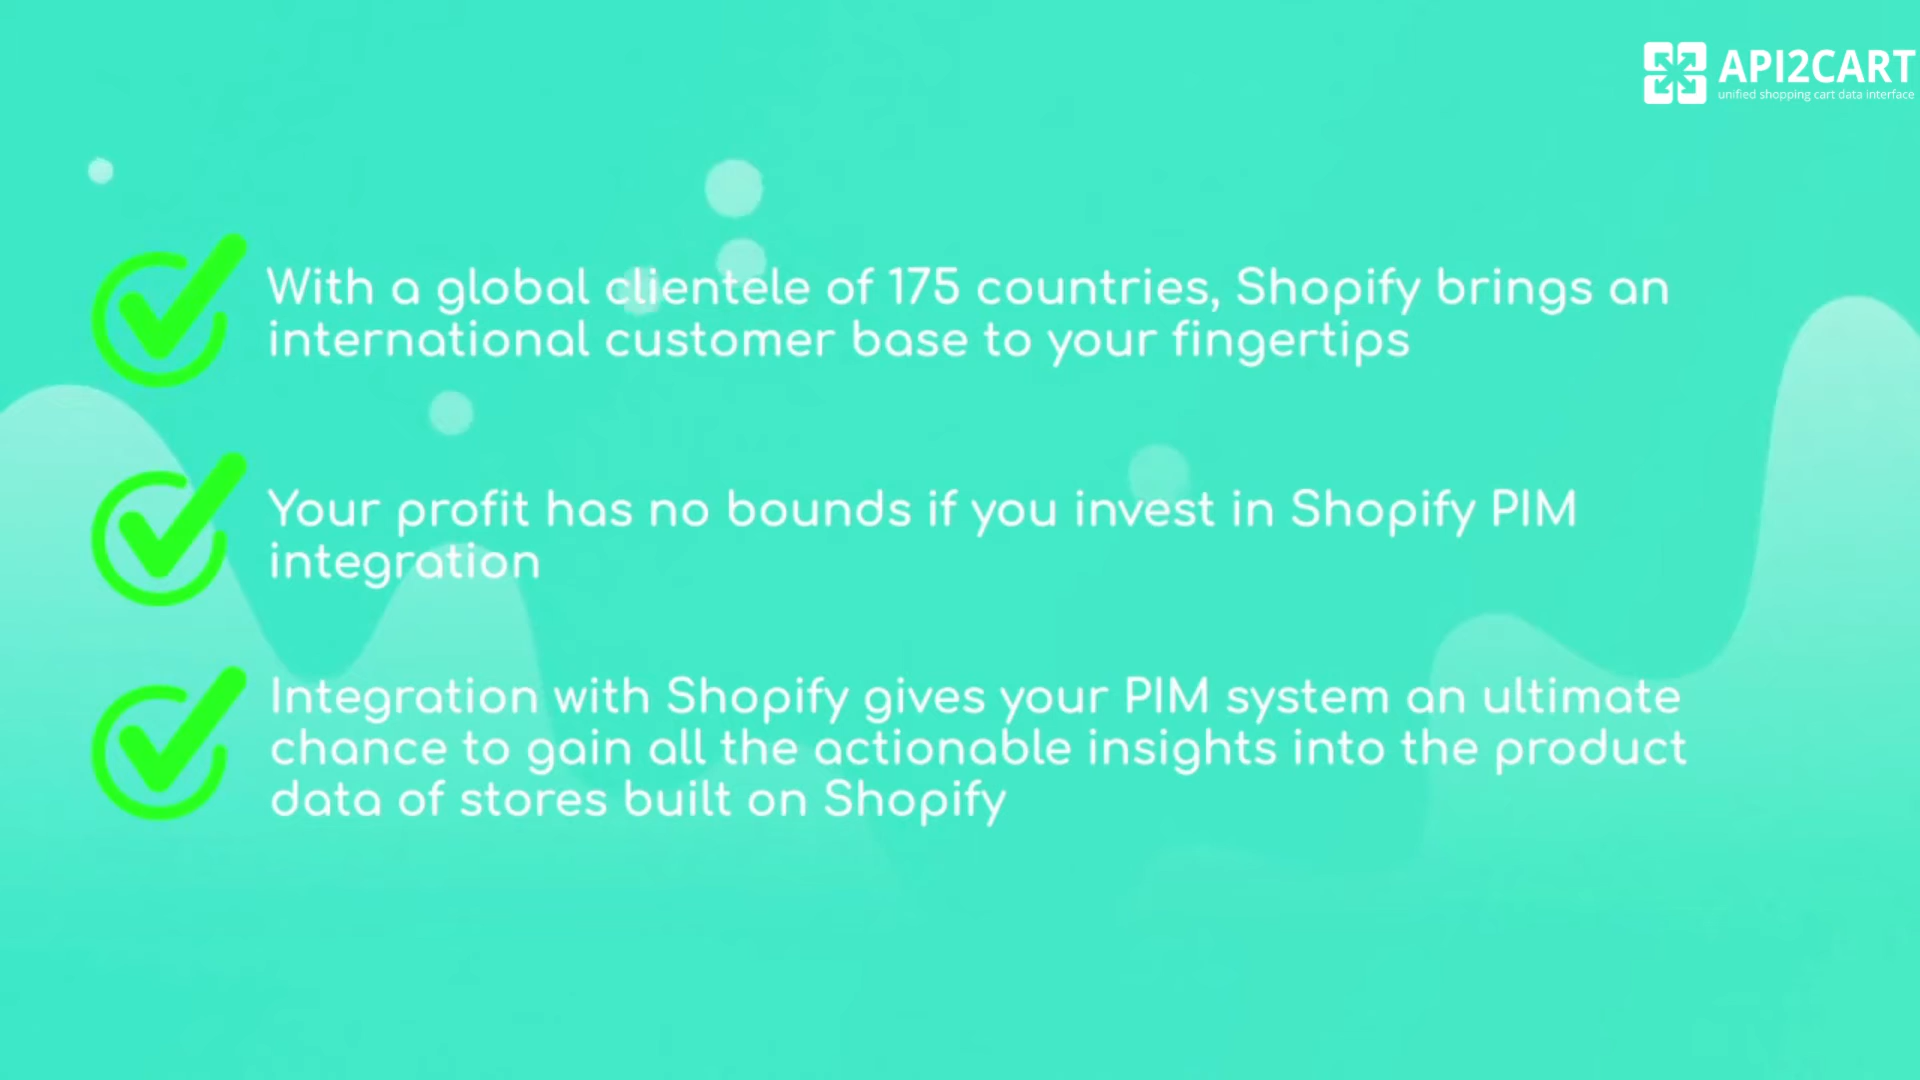 API2CART
unified shopping cart data interface
With a global clientele of 175 countries, Shopify brings an
international customer base to your fingertips
Your profit has no bounds if you invest in Shopify PIM
integration
Integration with Shopify gives your PIM system an ultimate
chance to gain all the actionable insights into the product
data of stores built on Shopify